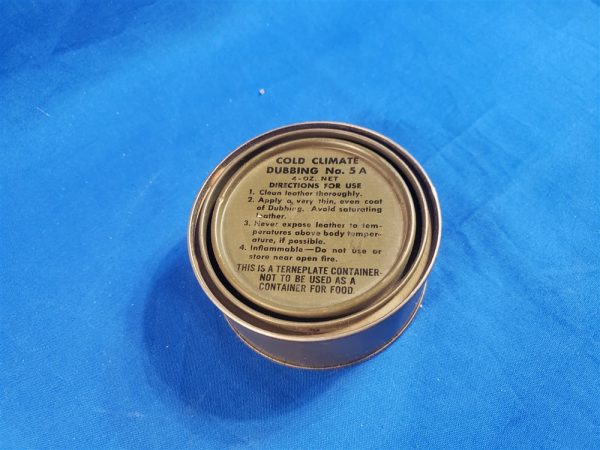 COLD CLIMATE
DUBBING No. 5A
4-OZ. NET
DIRECTIONS FOR USE
1. Clean leather thoroughly.
2. Apply a very thin, even coat
of Dubbing. Avoid saturating
leather.
3. Never expose leather to tem-
peratures above body temper-
ature, if possible.
4. Inflammable—Do not use or
store near open fire.
THIS IS A TERNEPLATE CONTAINER-
NOT TO BE USED AS A
CONTAINER FOR FOOD.